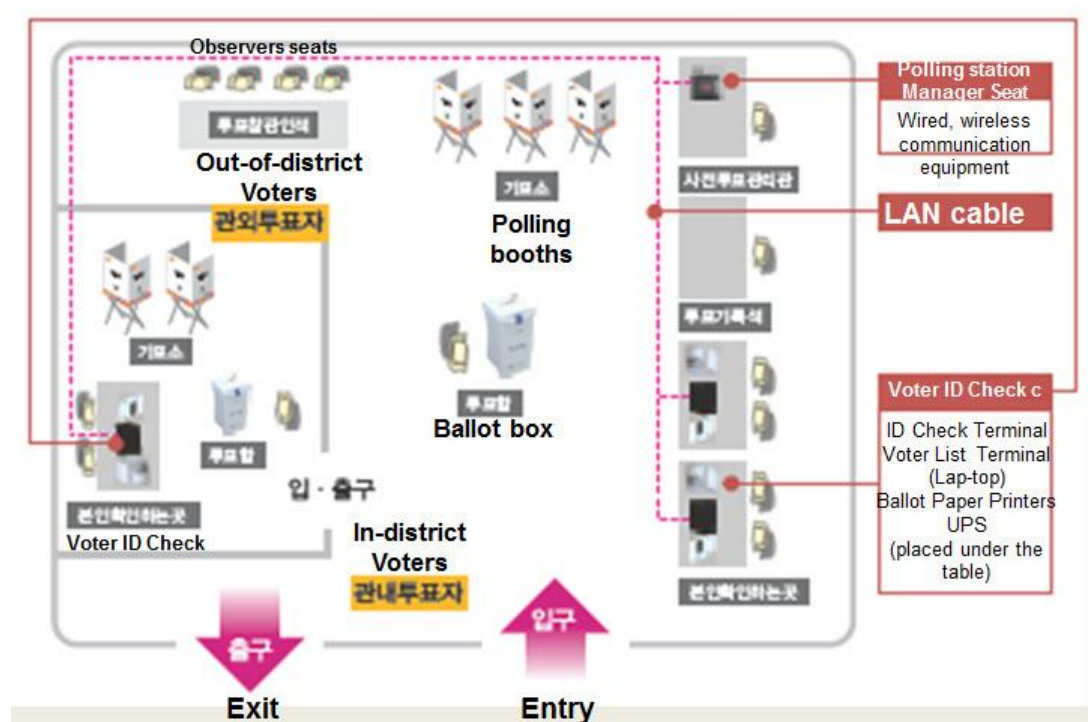 Observers seats
투표참관인석
Out-of-district
Voters
관외투표자
Polling station
Manager Seat
Wired, wireless
communication
equipment
사전투표관리관
LAN cable
기표소
Polling
booths
투표기록석
기표소
투표함
Ballot box
투표함
입 · 출구
본인확인하는곳
Voter ID Check
In-district
Voters
관내투표자
Voter ID Check c
ID Check Terminal
Voter List Terminal
(Lap-top)
Ballot Paper Printers
UPS
(placed under the
table)
본인확인하는곳
출구
입구
Exit
Entry